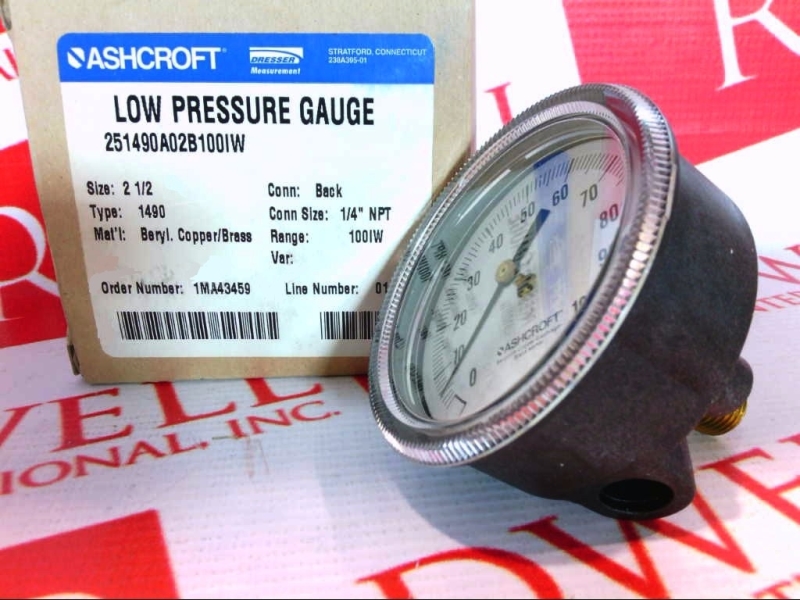 ASHCROFT
DRESSER
Measurement
STRATFORD, CONNECTICUT
238A395-01
LOW PRESSURE GAUGE
251490A02B100IW
Size: 2 1/2 Conn: Back
Type: 1490 Conn Size: 1/4" NPT
Mat'l: Beryl. Copper/Brass Range: 100IW
Var:
Order Number: 1MA43459 Line Number: 01
0
10
20
30
40
50
60
70
80
ASHCROFT